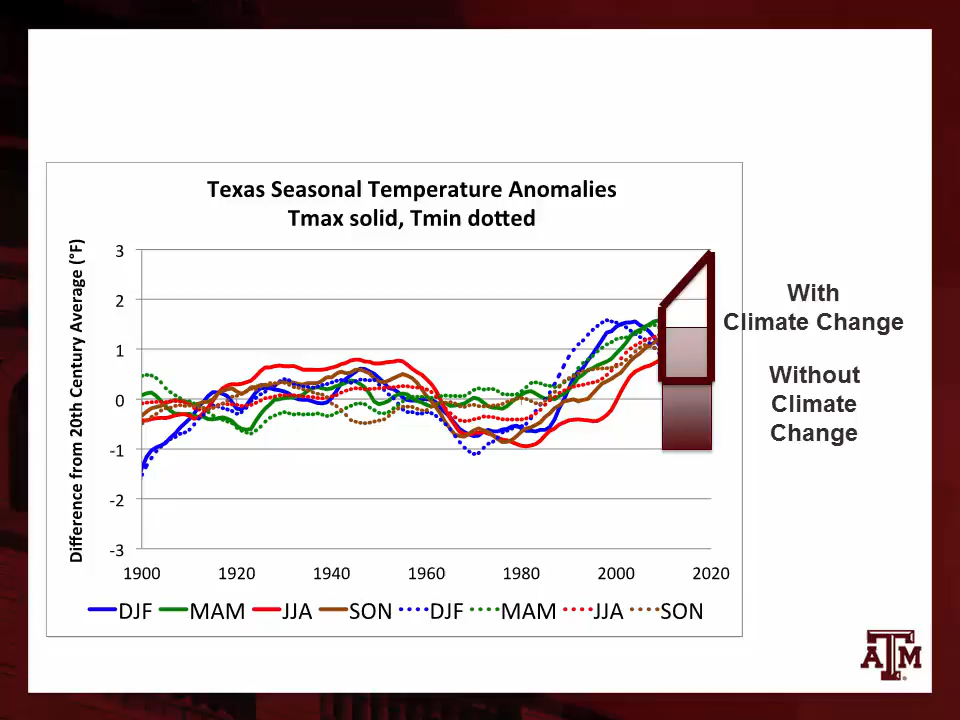 Texas Seasonal Temperature Anomalies
Tmax solid, Tmin dotted
Difference from 20th Century Average (°F)
3
2
1
0
-1
-2
-3
1900 1920 1940 1960 1980 2000 2020
DJF MAM JJA SON DJF MAM JJA SON
With
Climate Change
Without
Climate
Change
ATM